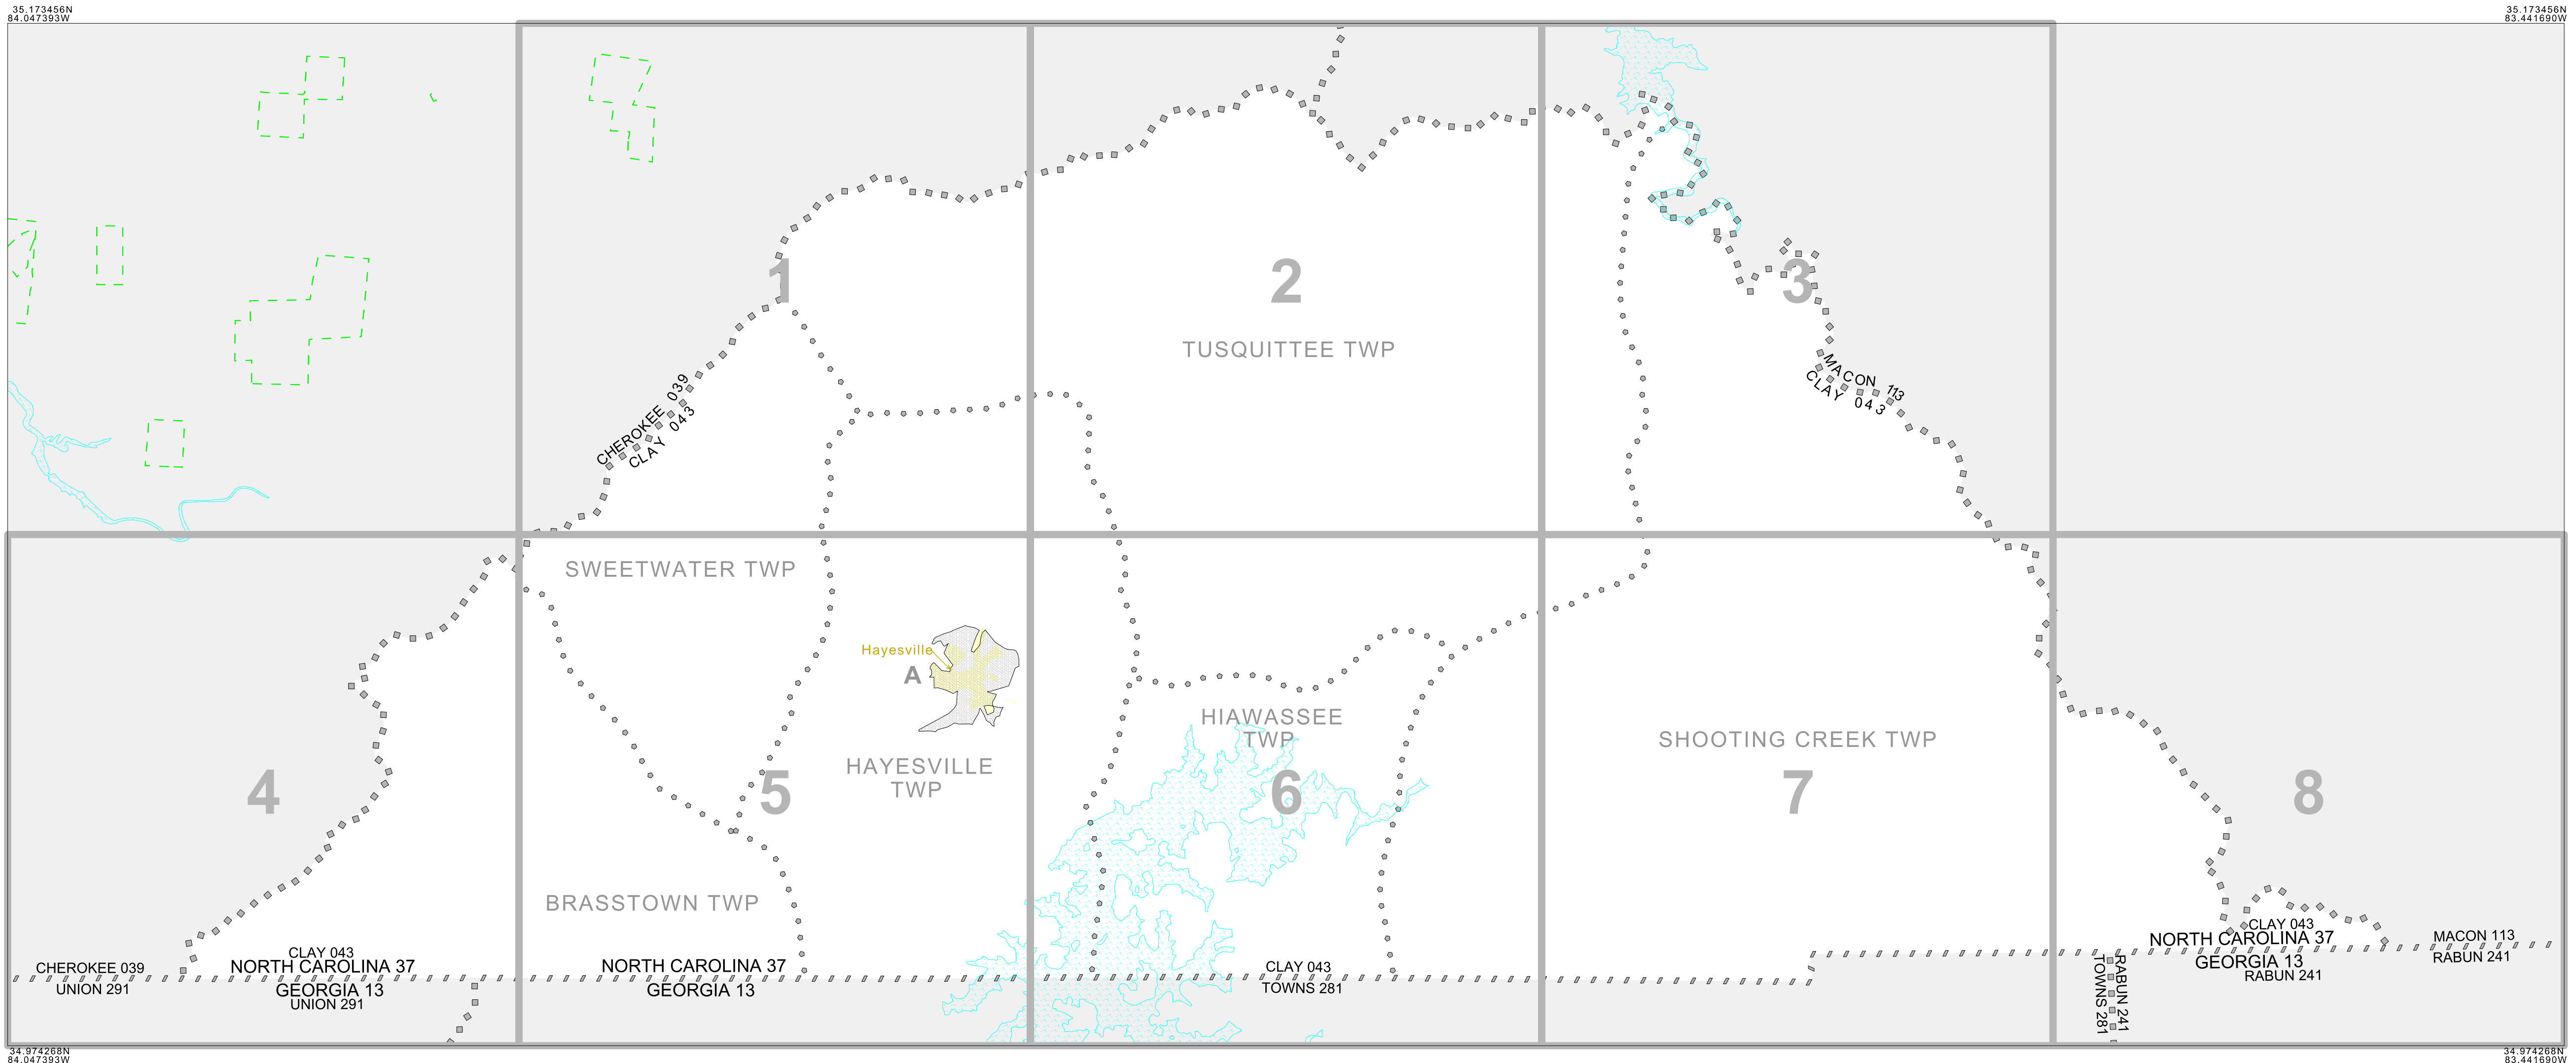 35.173456N
84.047393W
35.173456N
83.441690W
1
2
3
TUSQUITTEE TWP
CHEROKEE 039
CLAY 043
MACON 113
CLAY 043
SWEETWATER TWP
Hayesville
A
HIAWASSEE
TWP
SHOOTING CREEK TWP
HAYESVILLE
TWP
4
5
6
7
8
BRASSTOWN TWP
CHEROKEE 039
UNION 291
CLAY 043
NORTH CAROLINA 37
GEORGIA 13
UNION 291
NORTH CAROLINA 37
GEORGIA 13
CLAY 043
TOWNS 281
CLAY 043
NORTH CAROLINA 37
GEORGIA 13
RABUN 241
MACON 113
RABUN 241
TOWNS 281
RABUN 241
34.974268N
84.047393W
34.974268N
83.441690W